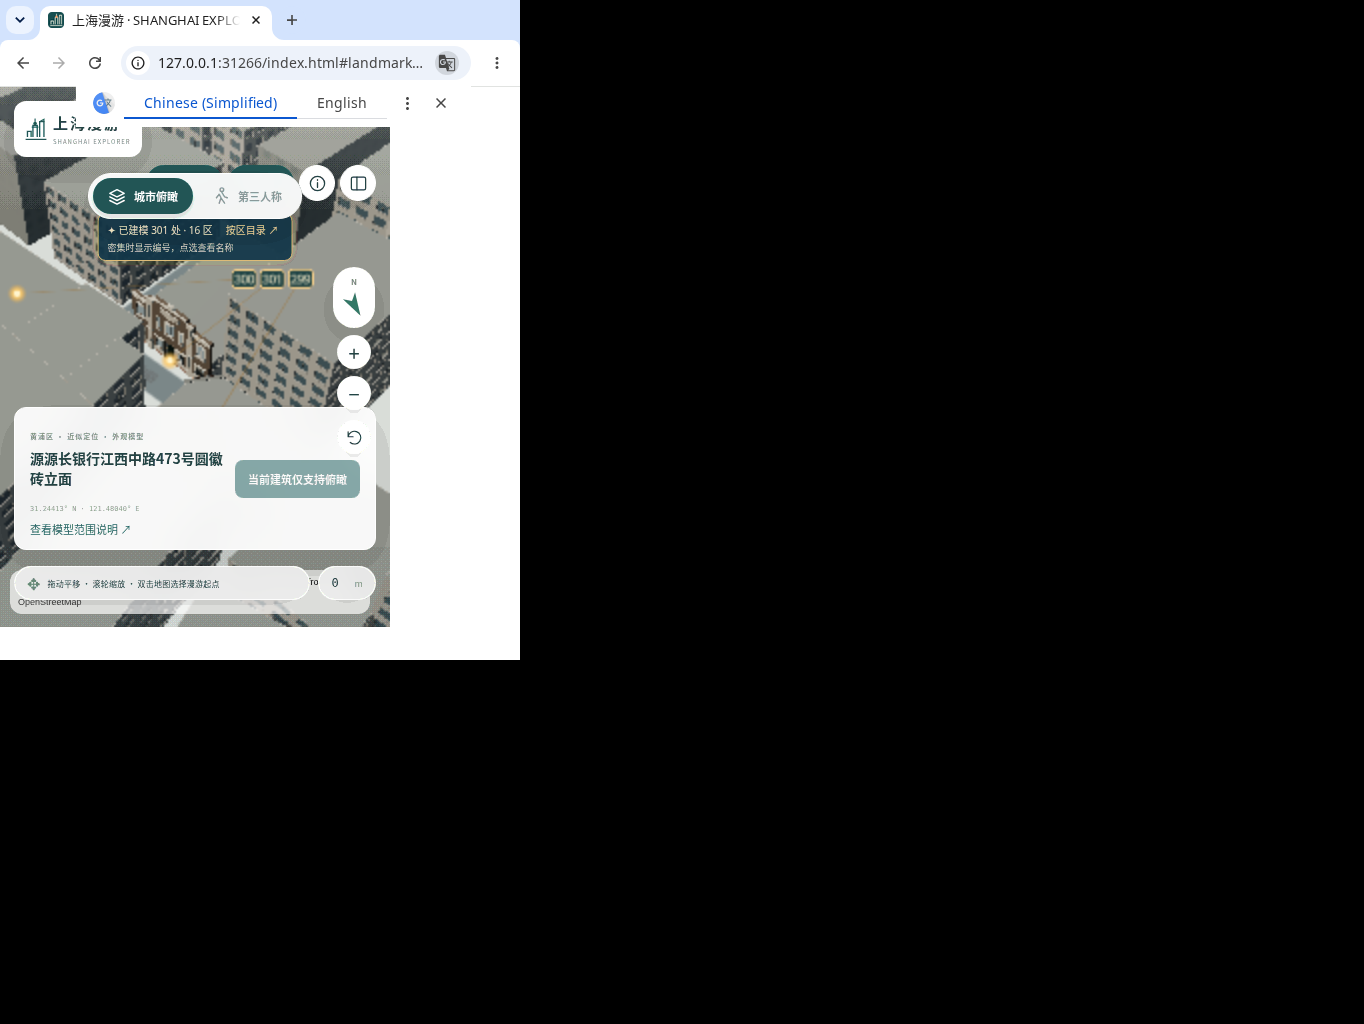 上海漫游 · SHANGHAI EXPLO
127.0.0.1:31266/index.html#landmark...
Chinese (Simplified)
English
上海漫游
SHANGHAI EXPLORER
城市俯瞰
第三人称
✦ 已建模 301 处 · 16 区
按区目录 ↗
密集时显示编号，点选查看名称
300
301
299
N
+
−
黄浦区 · 近似定位 · 外观模型
源源长银行江西中路473号圆徽
砖立面
当前建筑仅支持俯瞰
31.24413° N · 121.48040° E
查看模型范围说明 ↗
拖动平移 · 滚轮缩放 · 双击地图选择漫游起点
0 m
OpenStreetMap